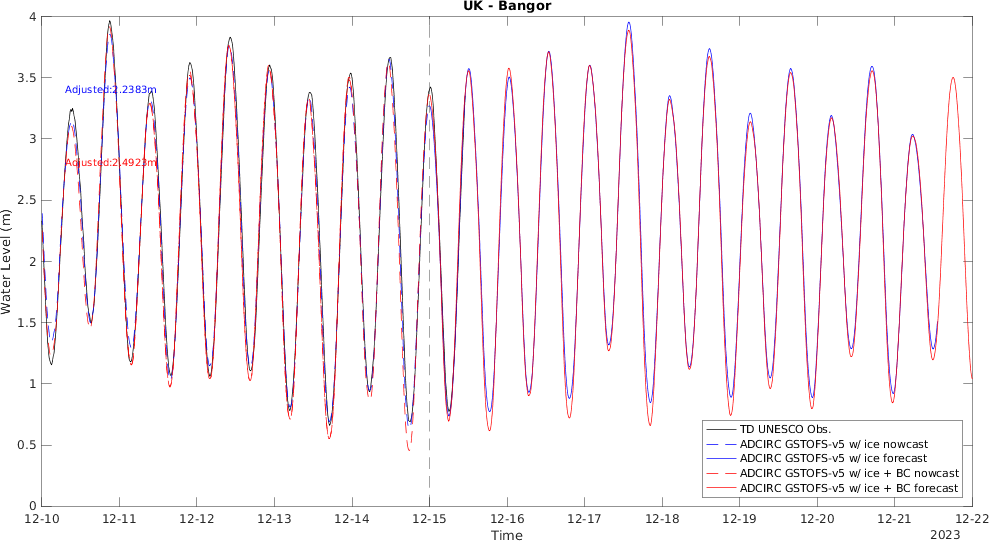 UK - Bangor
Water Level (m)
4
3.5
3
2.5
2
1.5
1
0.5
0
Adjusted:2.2383m
Adjusted:2.4923m
TD UNESCO Obs.
ADCIRC GSTOFS-v5 w/ ice nowcast
ADCIRC GSTOFS-v5 w/ ice forecast
ADCIRC GSTOFS-v5 w/ ice + BC nowcast
ADCIRC GSTOFS-v5 w/ ice + BC forecast
12-10 12-11 12-12 12-13 12-14 12-15 12-16 12-17 12-18 12-19 12-20 12-21 12-22
Time
2023